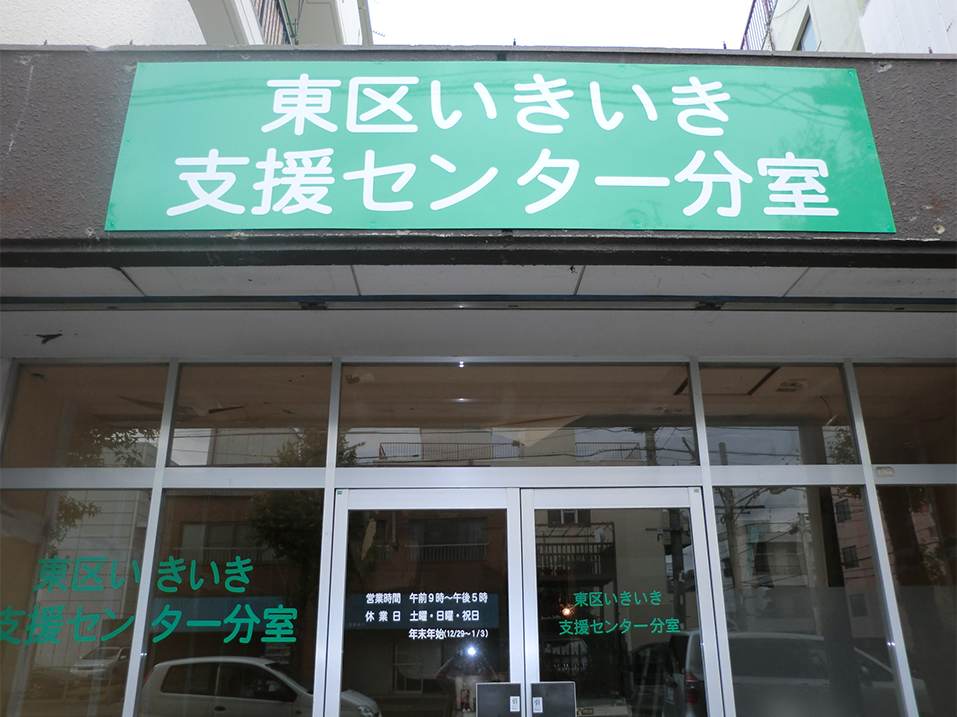 東区いきいき
支援センター分室
東区いきいき
支援センター分室
営業時間 午前9時~午後5時
休業日 土曜・日曜・祝日
年末年始(12/29~1/3)
東区いきいき
支援センター分室
引
引